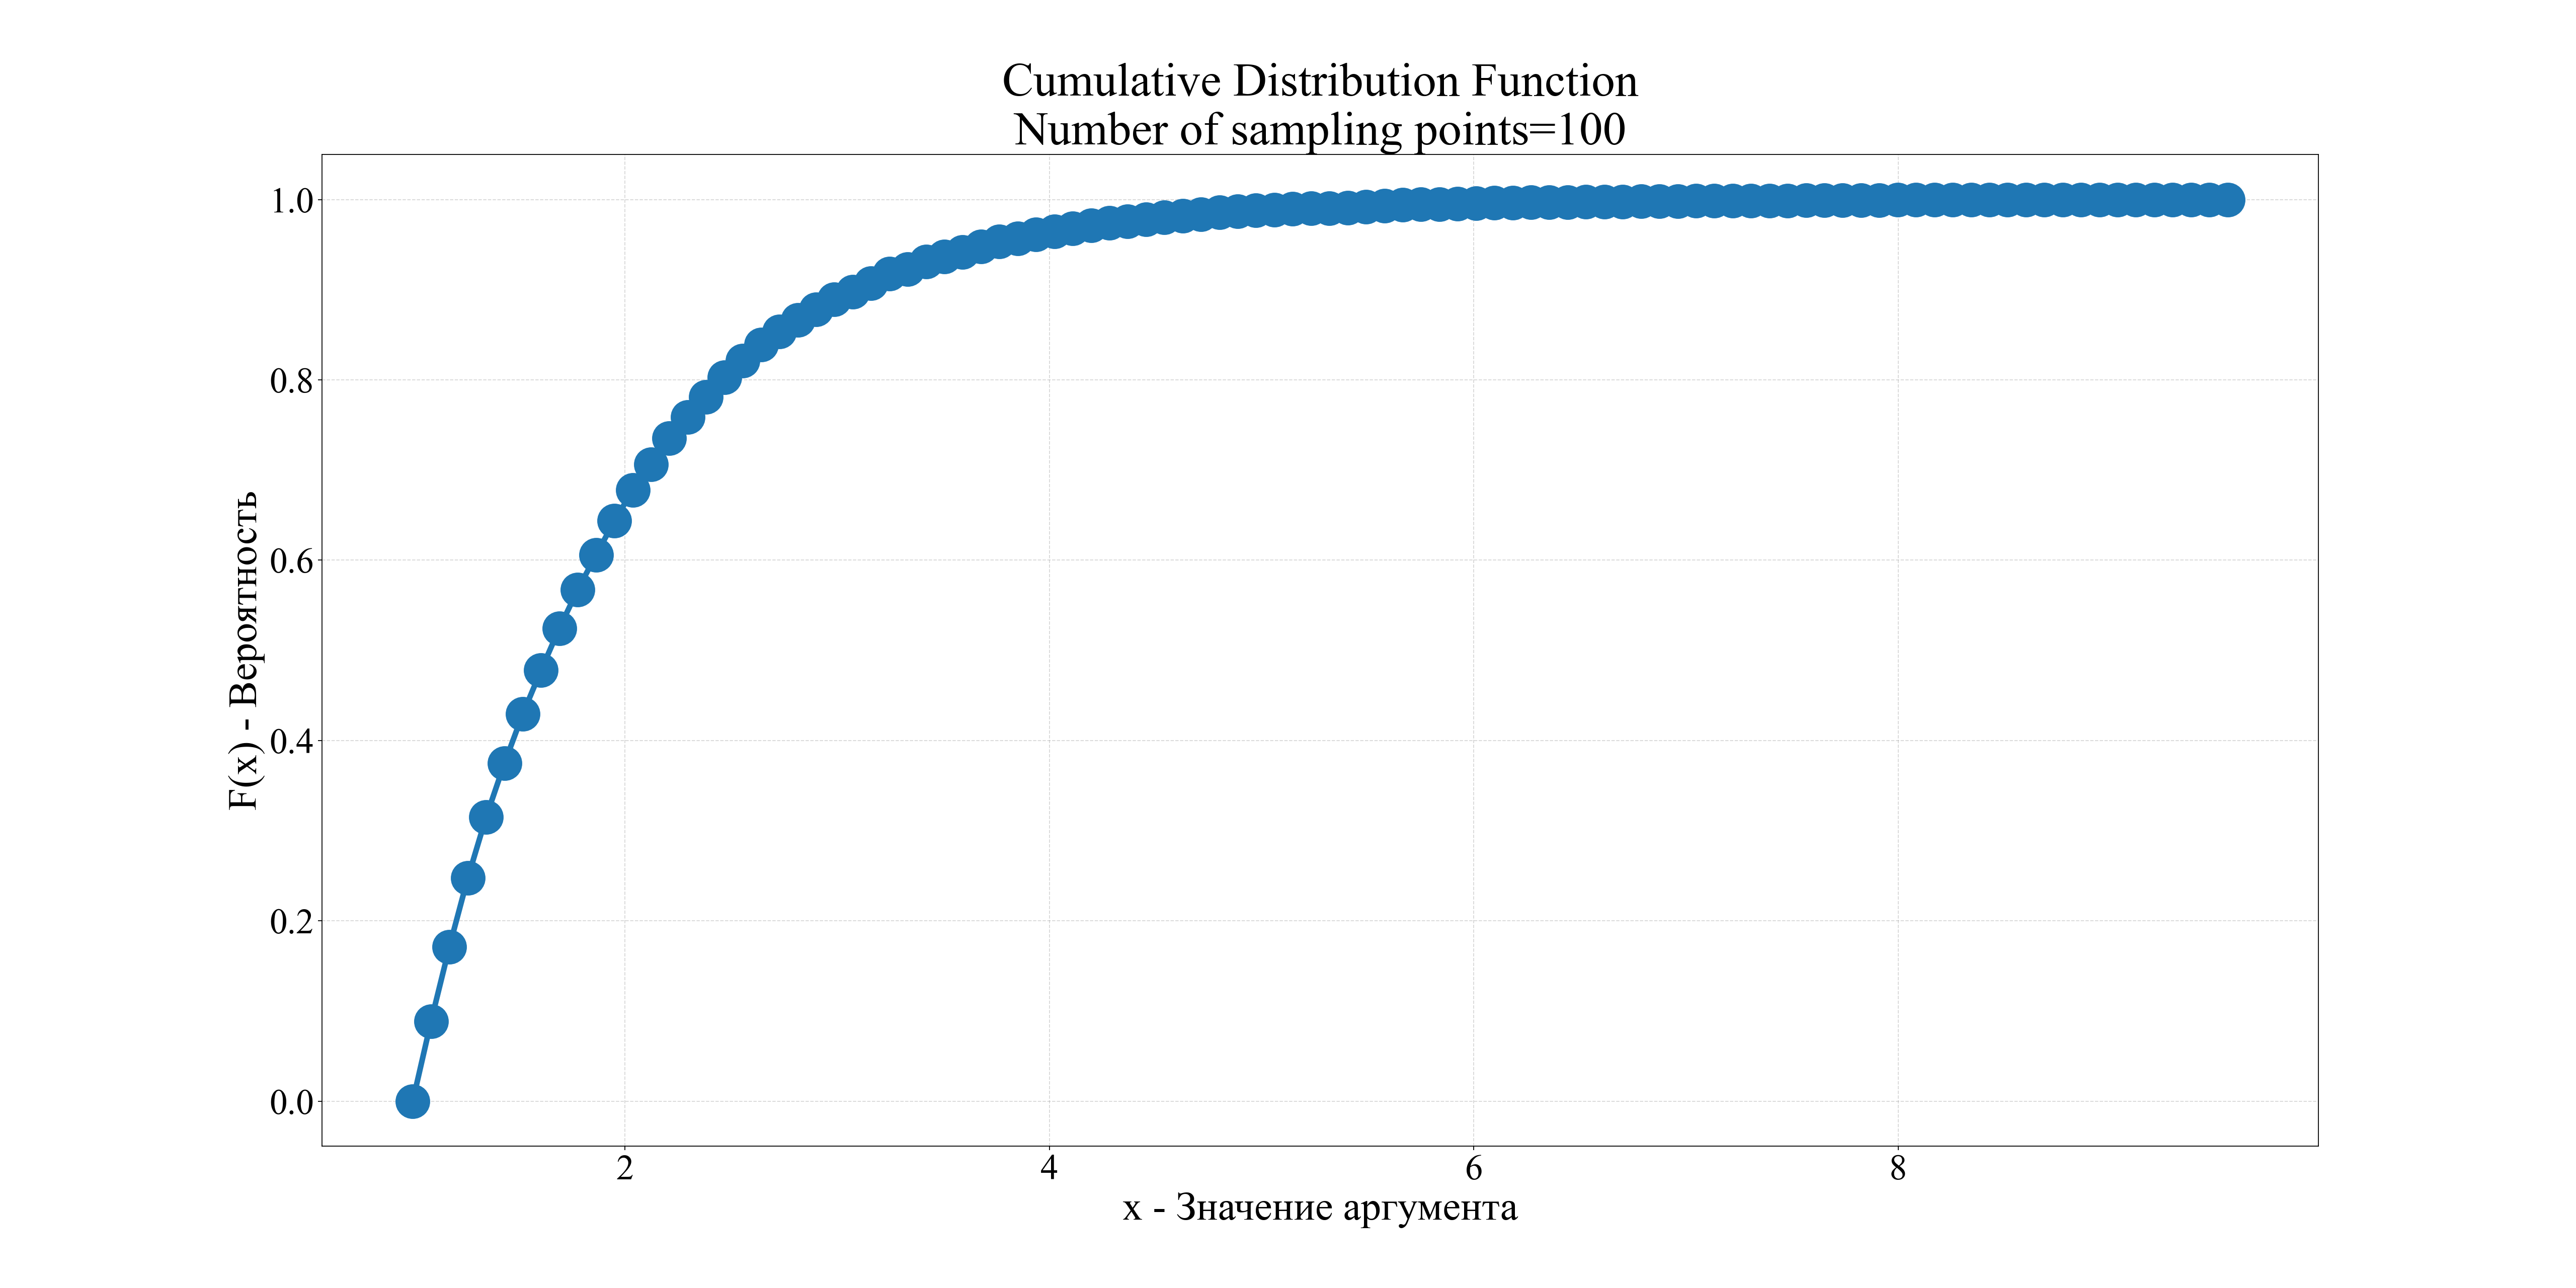 Cumulative Distribution Function
Number of sampling points=100
F(x) - Вероятность
1.0
0.8
0.6
0.4
0.2
0.0
2
4
6
8
x - Значение аргумента